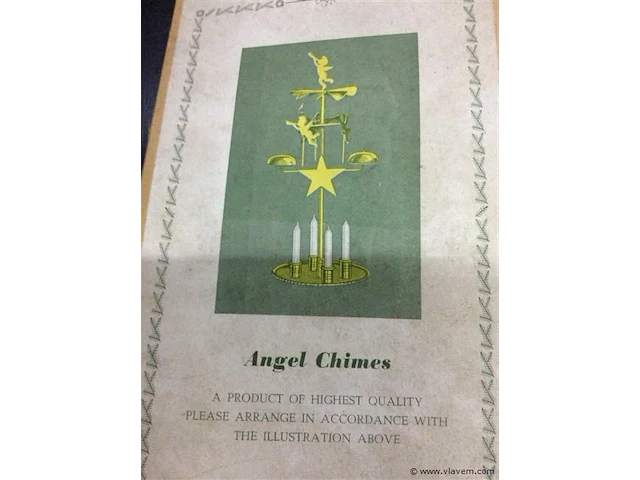 Angel Chimes
A PRODUCT OF HIGHEST QUALITY
PLEASE ARRANGE IN ACCORDANCE WITH
THE ILLUSTRATION ABOVE
© www.vlavem.com